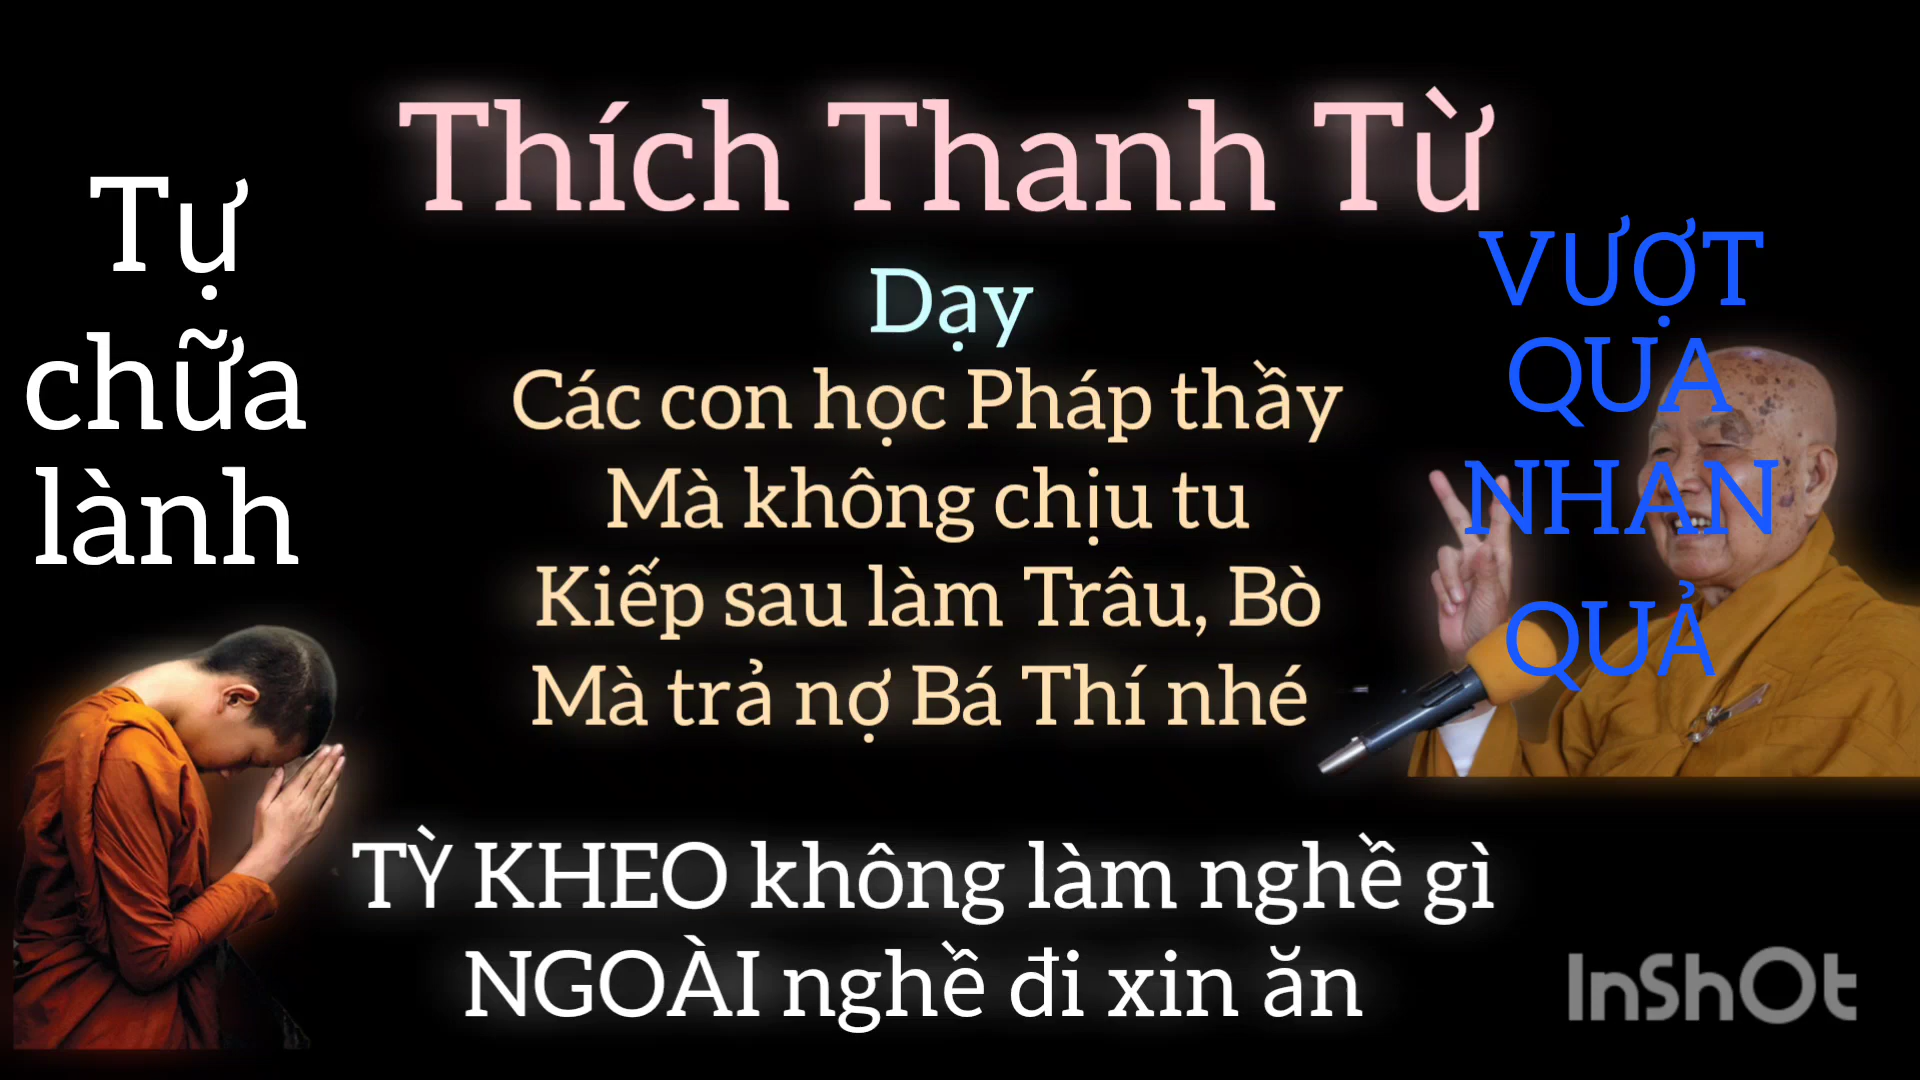 Thích Thanh Từ
Tự
chữa
lành
Dạy
Các con học Pháp thầy
Mà không chịu tu
Kiếp sau làm Trâu, Bò
Mà trả nợ Bá Thí nhé
VƯỢT
QUA
NHAN
QUẢ
TỲ KHEO không làm nghề gì
NGOÀI nghề đi xin ăn
InShOt